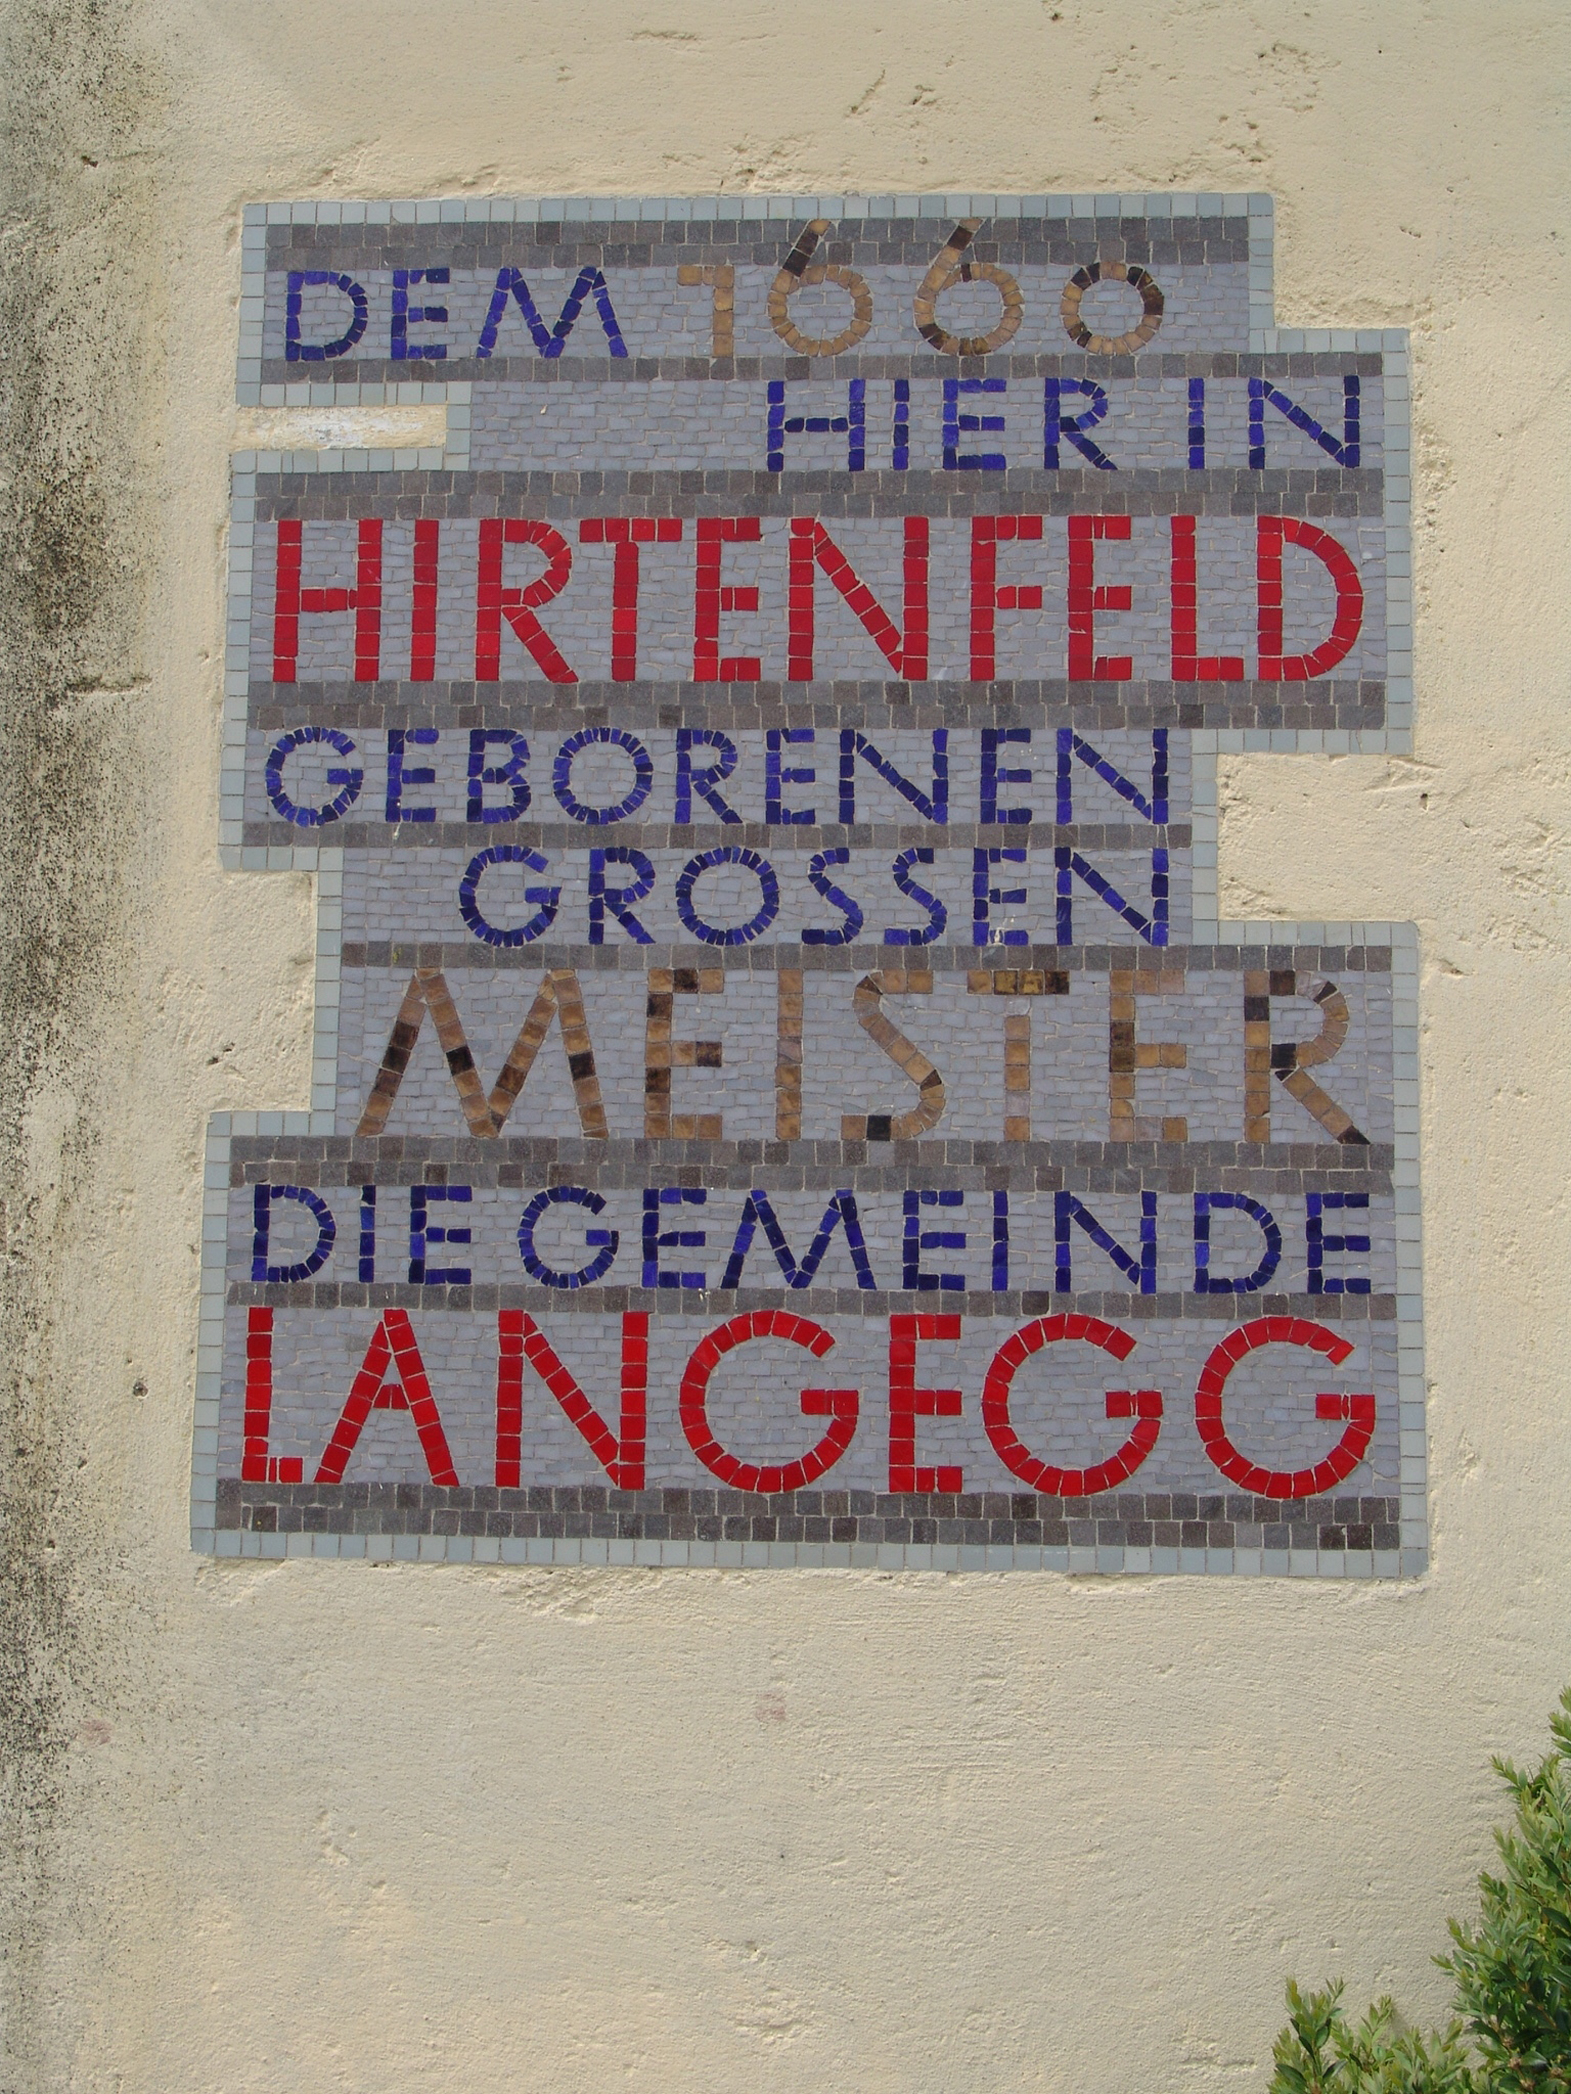 DEM 1660
HIER IN
HIRTENFELD
GEBORENEN
GROSSEN
MEISTER
DIE GEMEINDE
LANGEGG